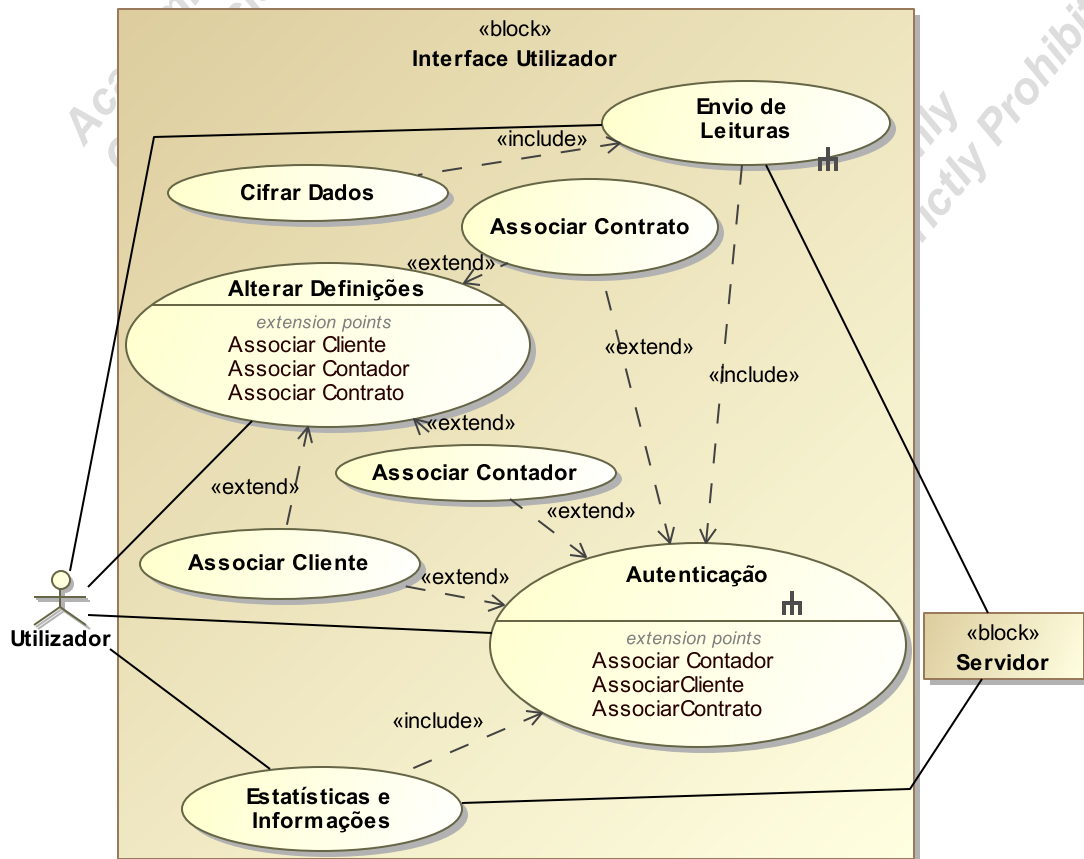 «block»
Interface Utilizador
Envio de
Leituras
«include»
Cifrar Dados
Associar Contrato
«extend»
Alterar Definições
extension points
Associar Cliente
Associar Contador
Associar Contrato
«extend»
«include»
«extend»
Associar Contador
«extend»
«extend»
Associar Cliente
«extend»
Autenticação
extension points
Associar Contador
AssociarCliente
AssociarContrato
Utilizador
«block»
Servidor
«include»
Estatísticas e
Informações
Prohibi